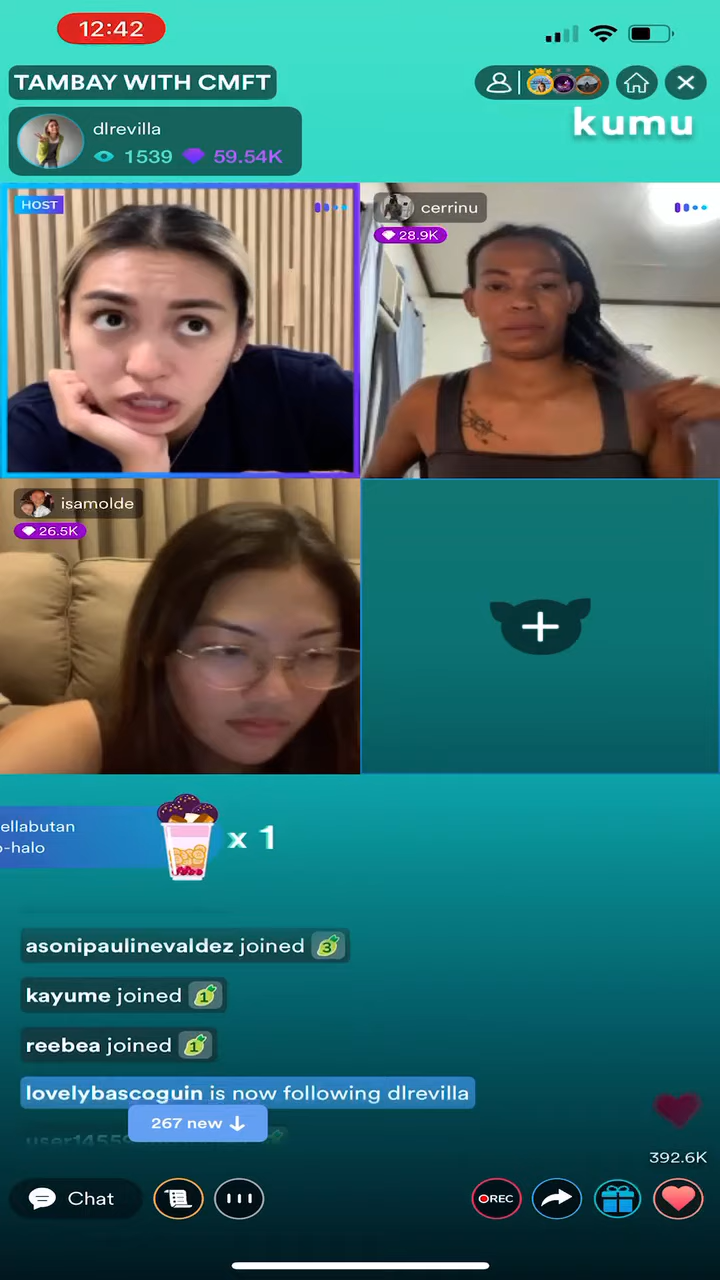 12:42
TAMBAY WITH CMFT
dlrevilla
1539 59.54K
kumu
HOST
cerrinu
28.9K
isamolde
26.5K
ellabutan
o-halo
x 1
asonipaulinevaldez joined 3
kayume joined 1
reebea joined 1
lovelybascoguin is now following dlrevilla
267 new
user14559
392.6K
Chat
REC